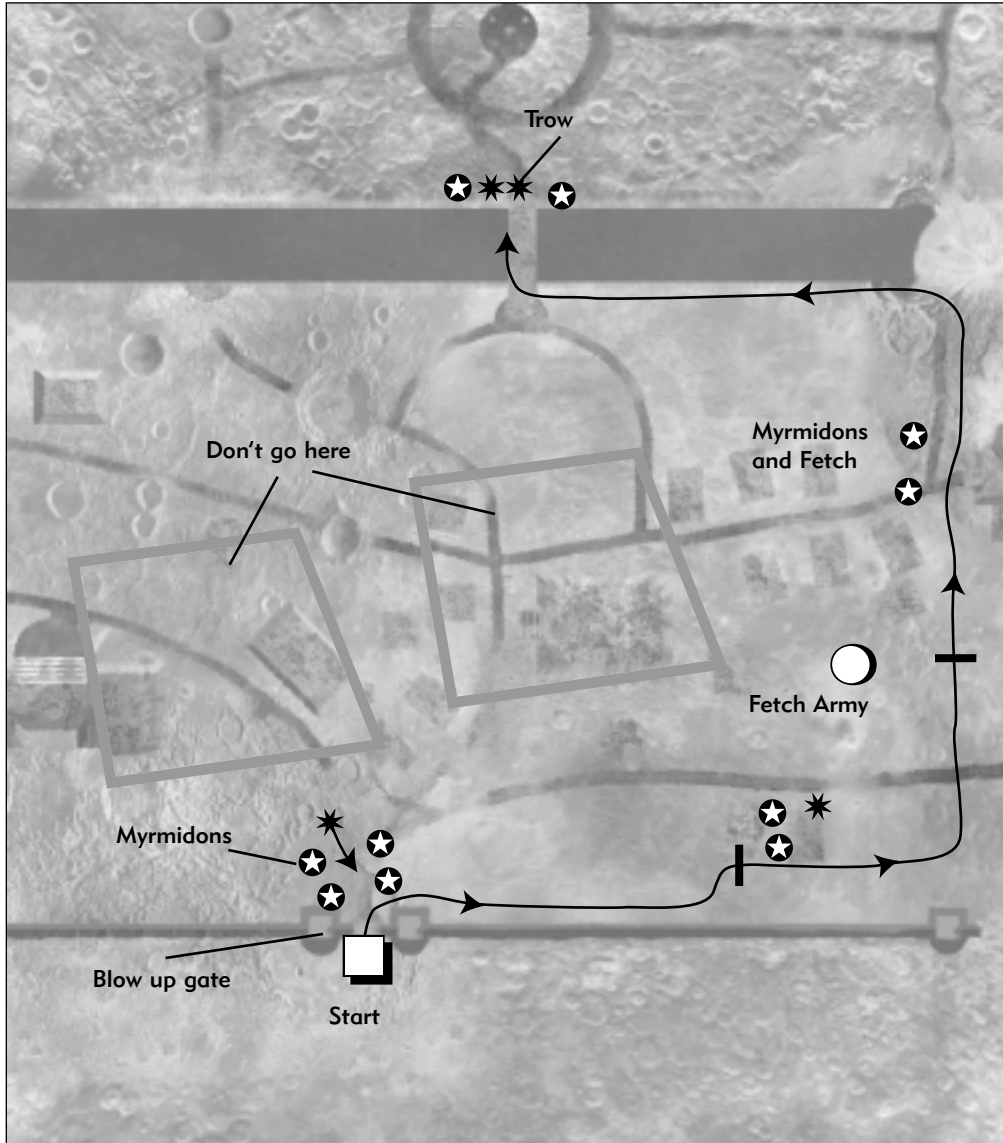 Trow
Don't go here
Myrmidons
and Fetch
Fetch Army
Myrmidons
Blow up gate
Start